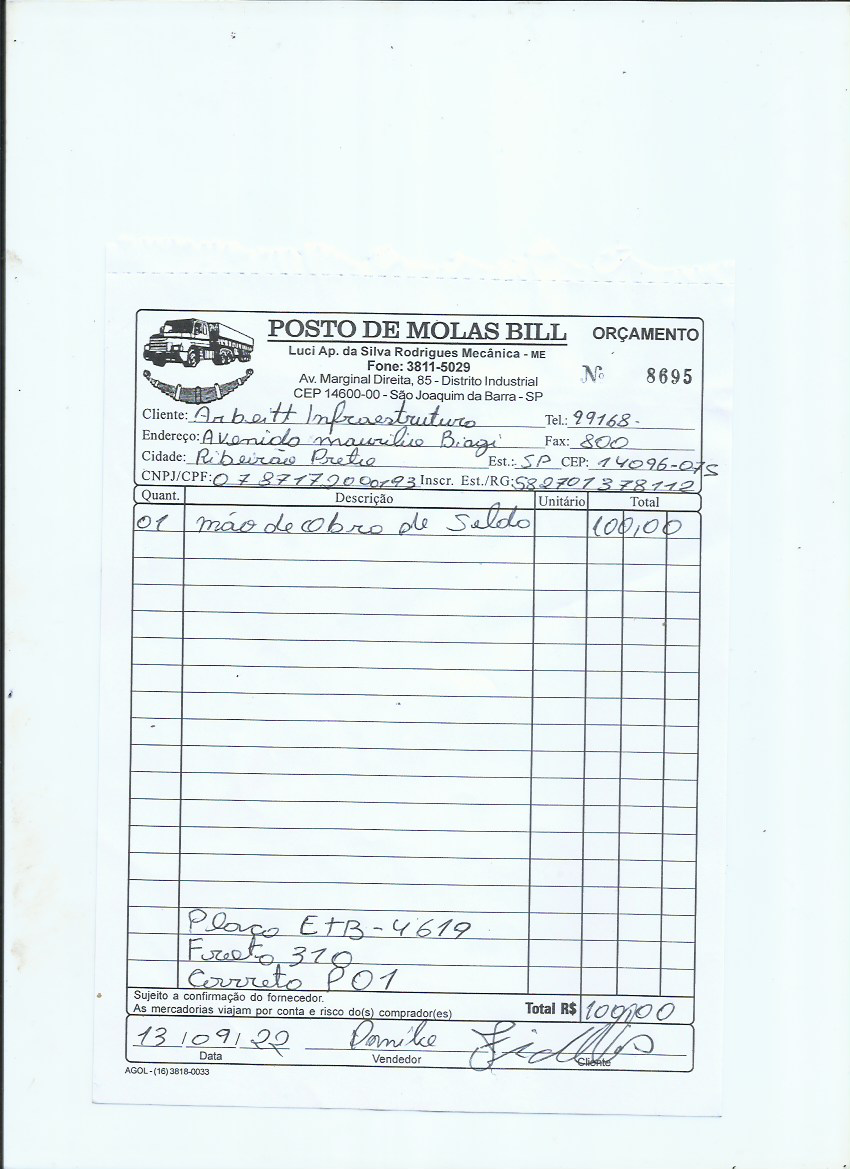 POSTO DE MOLAS BILL ORÇAMENTO
Luci Ap. da Silva Rodrigues Mecânica - ME
Fone: 3811-5029
Nº 8695
Av. Marginal Direita, 85 - Distrito Industrial
CEP 14600-00 - São Joaquim da Barra - SP
Cliente: Arbeitt Infraestrutura Tel.: 99168-
Endereço: Avenida maurilio Biagi Fax: 800
Cidade: Ribeirão Preto Est.: SP CEP: 14096-075
CNPJ/CPF: 07871720000193 Inscr. Est./RG: 582701378112
Quant. Descrição Unitário Total
01 mão de obra de Solda 100,00
Placa ETB-4619
Frota 310
Carreta P01
Sujeito a confirmação do fornecedor.
As mercadorias viajam por conta e risco do(s) comprador(es) Total R$ 100,00
13/09/22
Data Vendedor Cliente
AGOL - (16) 3818-0033